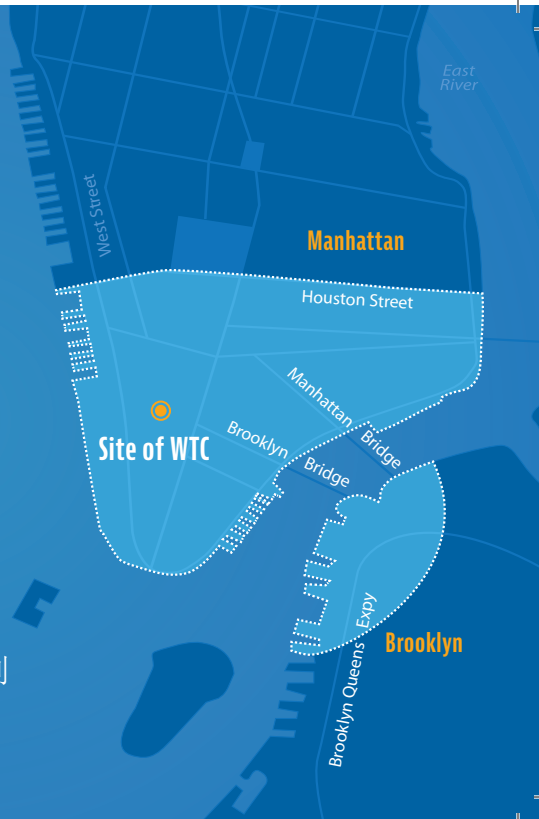 East
River
West Street
Manhattan
Houston Street
Manhattan
Bridge
Site of WTC
Brooklyn
Bridge
Brooklyn
Brooklyn Queens Expy